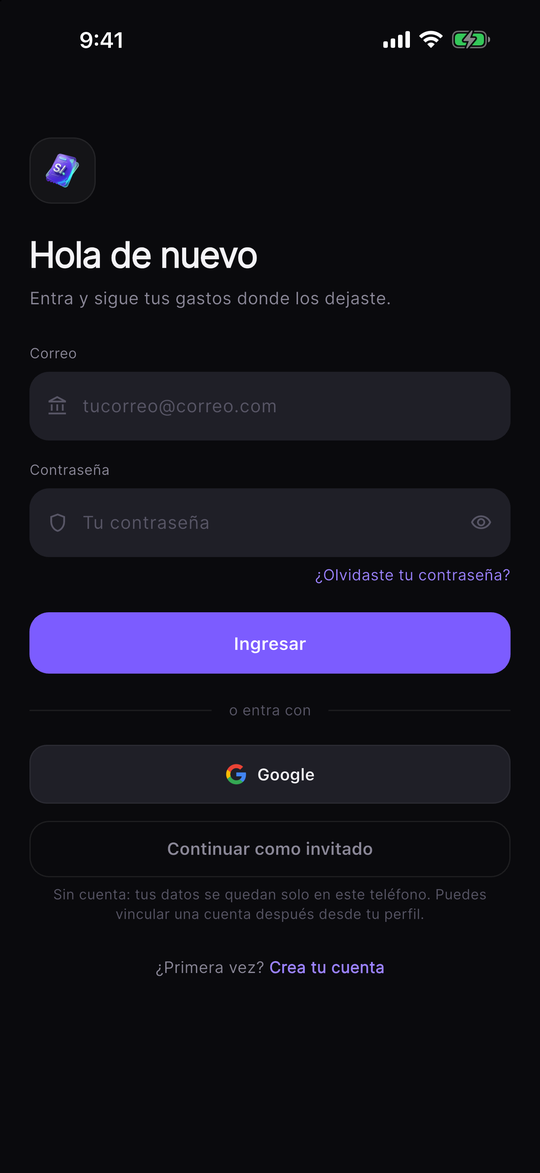 9:41
S/.
Hola de nuevo
Entra y sigue tus gastos donde los dejaste.
Correo
tucorreo@correo.com
Contraseña
Tu contraseña
¿Olvidaste tu contraseña?
Ingresar
o entra con
Google
Continuar como invitado
Sin cuenta: tus datos se quedan solo en este teléfono. Puedes
vincular una cuenta después desde tu perfil.
¿Primera vez? Crea tu cuenta